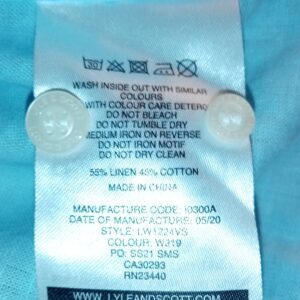 WASH INSIDE OUT WITH SIMILAR
COLOURS
WITH COLOUR CARE DETERG
DO NOT BLEACH
DO NOT TUMBLE DRY
MEDIUM IRON ON REVERSE
DO NOT IRON MOTIF
DO NOT DRY CLEAN
55% LINEN 45% COTTON
MADE IN CHINA
MANUFACTURE CODE: I0300A
DATE OF MANUFACTURE: 05/20
STYLE: LW1224VS
COLOUR: W319
PO: SS21 SMS
CA30293
RN23440
WWW.LYLEANDSCOTT.COM